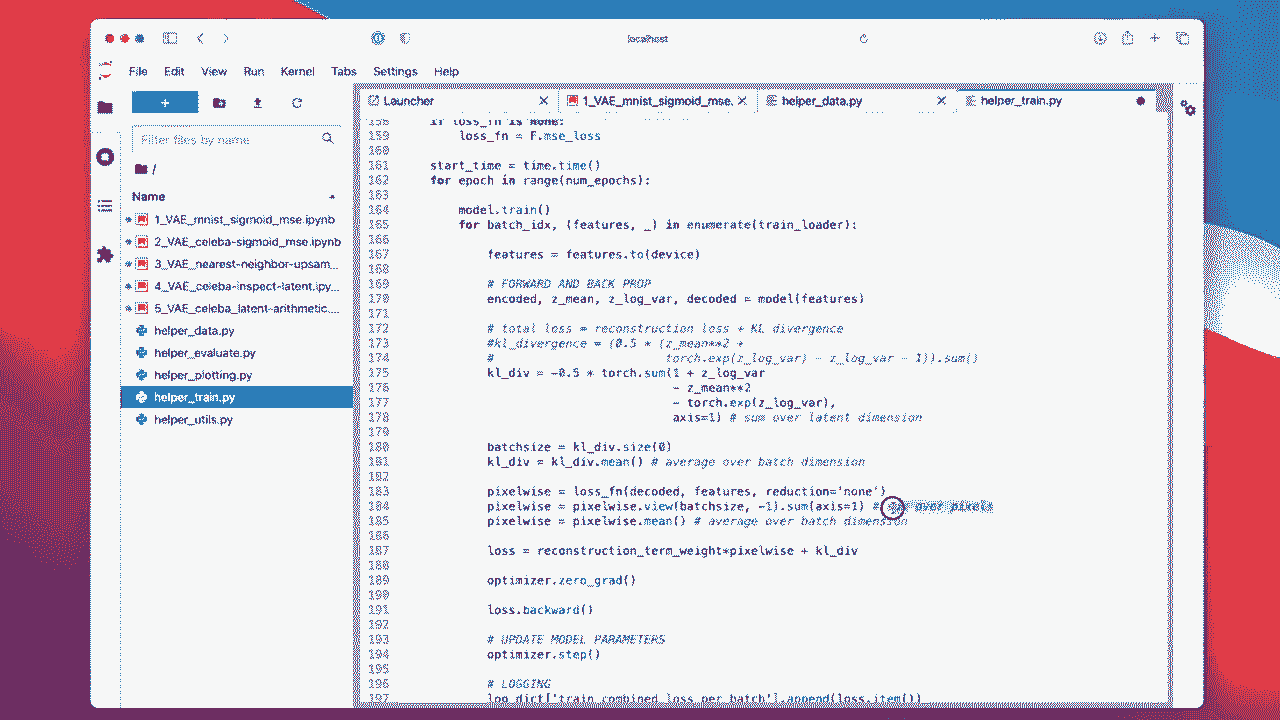 localhost
File Edit View Run Kernel Tabs Settings Help
+
Launcher
1_VAE_mnist_sigmoid_mse.
helper_data.py
helper_train.py
Filter files by name
/
Name
1_VAE_mnist_sigmoid_mse.ipynb
2_VAE_celeba-sigmoid_mse.ipynb
3_VAE_nearest-neighbor-upsam...
4_VAE_celeba-inspect-latent.ipy...
5_VAE_celeba_latent-arithmetic....
helper_data.py
helper_evaluate.py
helper_plotting.py
helper_train.py
helper_utils.py
158 if loss_fn is None:
159 loss_fn = F.mse_loss
160
161 start_time = time.time()
162 for epoch in range(num_epochs):
163
164 model.train()
165 for batch_idx, (features, _) in enumerate(train_loader):
166
167 features = features.to(device)
168
169 # FORWARD AND BACK PROP
170 encoded, z_mean, z_log_var, decoded = model(features)
171
172 # total loss = reconstruction loss + KL divergence
173 #kl_divergence = (0.5 * (z_mean**2 +
174 # torch.exp(z_log_var) - z_log_var - 1)).sum()
175 kl_div = -0.5 * torch.sum(1 + z_log_var
176 - z_mean**2
177 - torch.exp(z_log_var),
178 axis=1) # sum over latent dimension
179
180 batchsize = kl_div.size(0)
181 kl_div = kl_div.mean() # average over batch dimension
182
183 pixelwise = loss_fn(decoded, features, reduction='none')
184 pixelwise = pixelwise.view(batchsize, -1).sum(axis=1) # over pixels
185 pixelwise = pixelwise.mean() # average over batch dimension
186
187 loss = reconstruction_term_weight*pixelwise + kl_div
188
189 optimizer.zero_grad()
190
191 loss.backward()
192
193 # UPDATE MODEL PARAMETERS
194 optimizer.step()
195
196 # LOGGING
197 log_dict['train_combined_loss_per_batch'].append(loss.item())